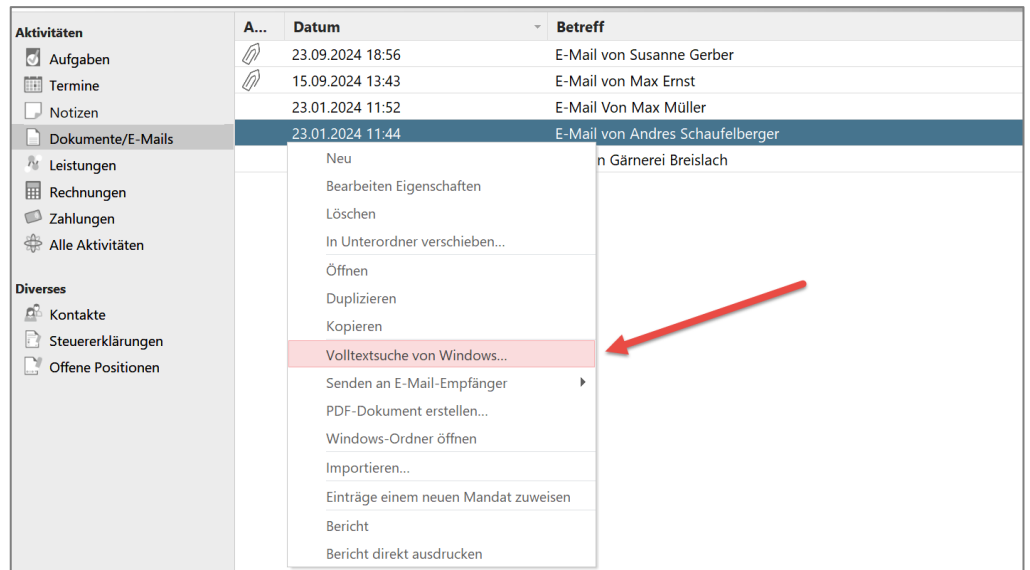 Aktivitäten
Aufgaben
Termine
Notizen
Dokumente/E-Mails
Leistungen
Rechnungen
Zahlungen
Alle Aktivitäten
Diverses
Kontakte
Steuererklärungen
Offene Positionen
A... Datum Betreff
23.09.2024 18:56 E-Mail von Susanne Gerber
15.09.2024 13:43 E-Mail von Max Ernst
23.01.2024 11:52 E-Mail Von Max Müller
23.01.2024 11:44 E-Mail von Andres Schaufelberger
n Gärnerei Breislach
Neu
Bearbeiten Eigenschaften
Löschen
In Unterordner verschieben...
Öffnen
Duplizieren
Kopieren
Volltextsuche von Windows...
Senden an E-Mail-Empfänger
PDF-Dokument erstellen...
Windows-Ordner öffnen
Importieren...
Einträge einem neuen Mandat zuweisen
Bericht
Bericht direkt ausdrucken